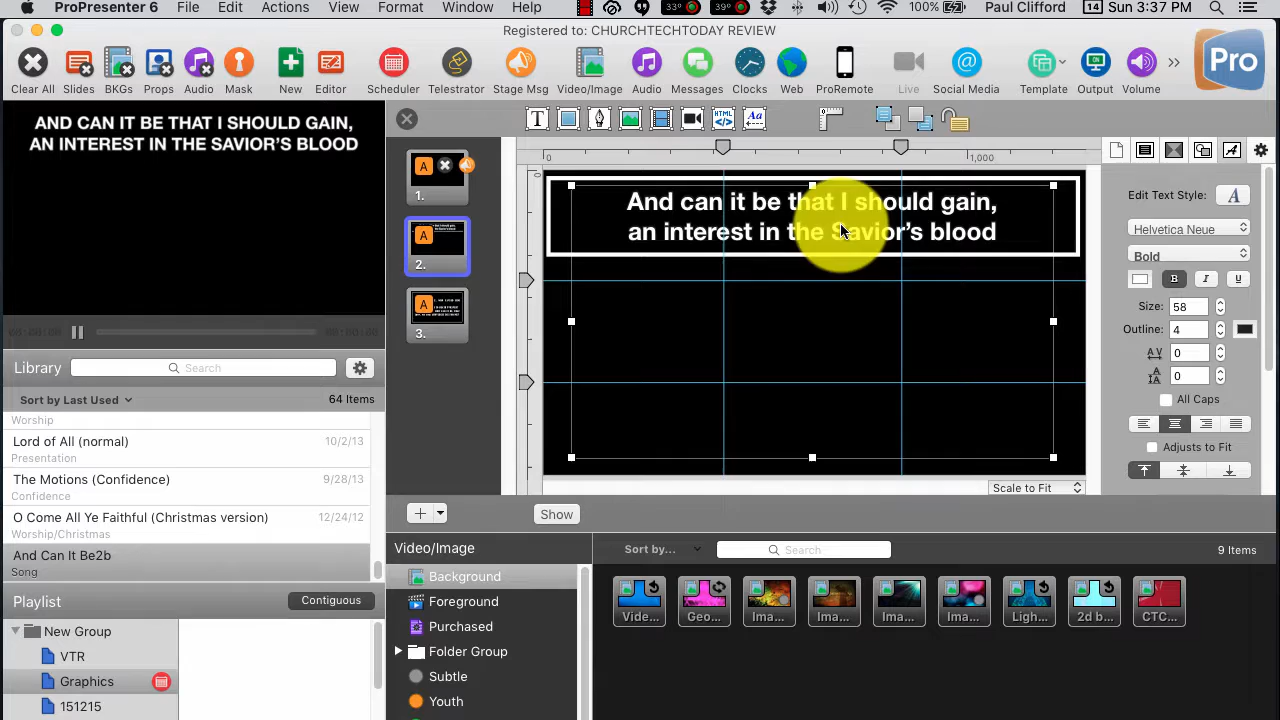 ProPresenter 6 File Edit Actions View Format Window Help 33° 39° 100% Paul Clifford 14 Sun 3:37 PM
Registered to: CHURCHTECHTODAY REVIEW
Clear All Slides BKGs Props Audio Mask New Editor Scheduler Telestrator Stage Msg Video/Image Audio Messages Clocks Web ProRemote Live Social Media Template Output Volume
Pro
AND CAN IT BE THAT I SHOULD GAIN,
AN INTEREST IN THE SAVIOR'S BLOOD
T HTML Aa
0 1,000
A 1.
A 2.
A 3.
And can it be that I should gain,
an interest in the Savior's blood
Edit Text Style: A
Helvetica Neue
Bold
B I U
Size: 58
Outline: 4
AV 0
A 0
All Caps
Adjusts to Fit
Scale to Fit
Library Search
Sort by Last Used 64 Items
Worship
Lord of All (normal) 10/2/13
Presentation
The Motions (Confidence) 9/28/13
Confidence
O Come All Ye Faithful (Christmas version) 12/24/12
Worship/Christmas
And Can It Be2b
Song
Playlist Contiguous
New Group
VTR
Graphics
151215
Show
Video/Image Sort by... Search 9 Items
Background
Foreground
Purchased
Folder Group
Subtle
Youth
Vide... Geo... Ima... Ima... Ima... Ima... Ligh... 2d b... CTC...